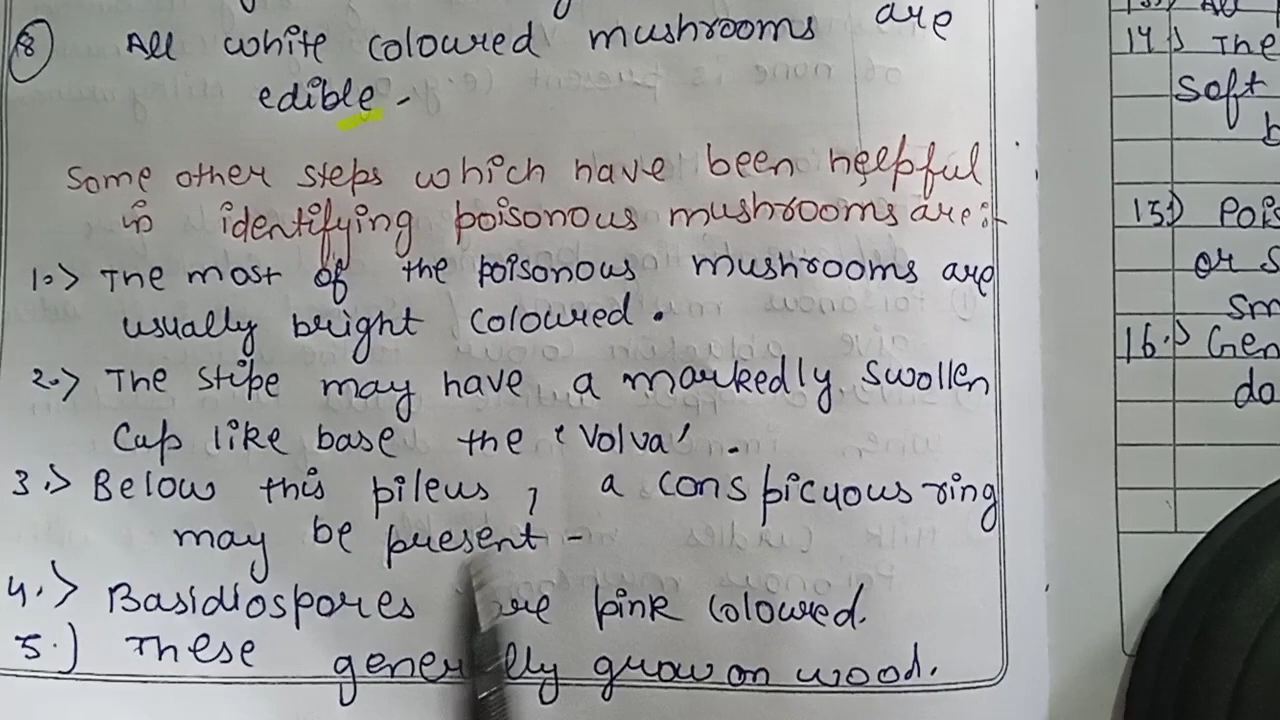 8 All white coloured mushrooms are
edible -
Some other steps which have been helpful
in identifying poisonous mushrooms are :-
1.> The most of the poisonous mushrooms are
usually bright coloured.
2.> The stipe may have a markedly swollen
Cup like base the 'Volva'.
3.> Below this pileus, a conspicuous ring
may be present -
4.> Basidiospores are pink coloured.
5.) These generally grow on wood.
14.) The
Soft
b
15.)
or S
sm
16.) Gen
do